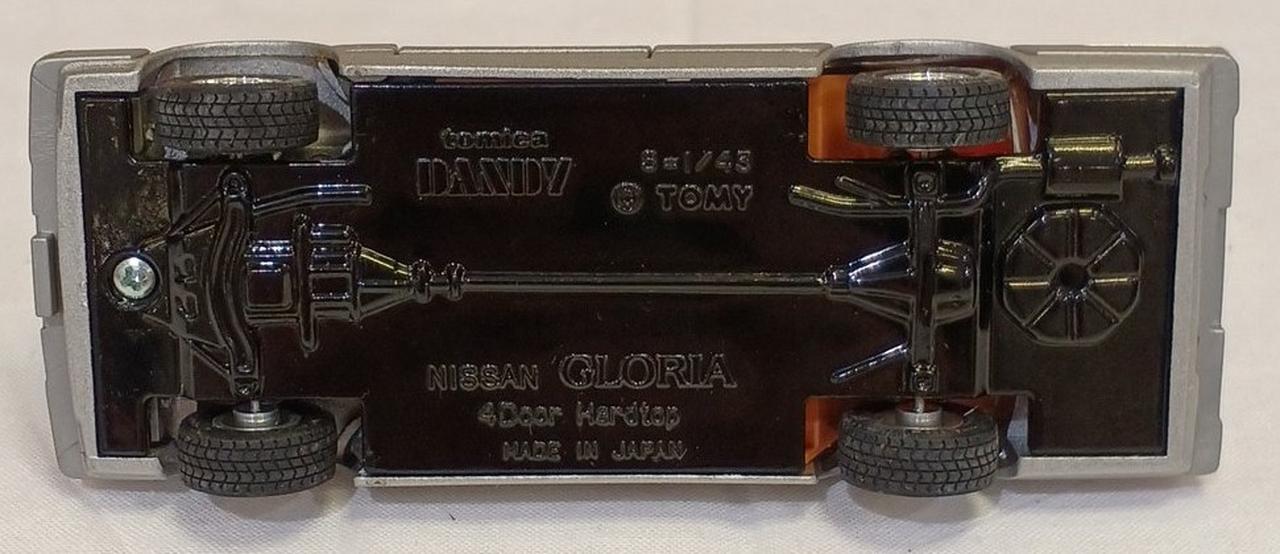 tomica
DANDY
S=1/43
© TOMY
NISSAN GLORIA
4Door Hardtop
MADE IN JAPAN